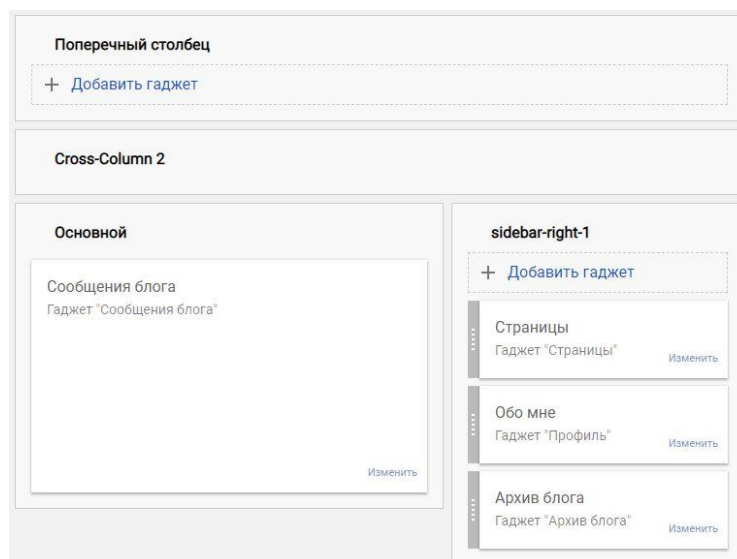 Поперечный столбец
+ Добавить гаджет
Cross-Column 2
Основной
Сообщения блога
Гаджет "Сообщения блога"
Изменить
sidebar-right-1
+ Добавить гаджет
Страницы
Гаджет "Страницы"
Изменить
Обо мне
Гаджет "Профиль"
Изменить
Архив блога
Гаджет "Архив блога"
Изменить